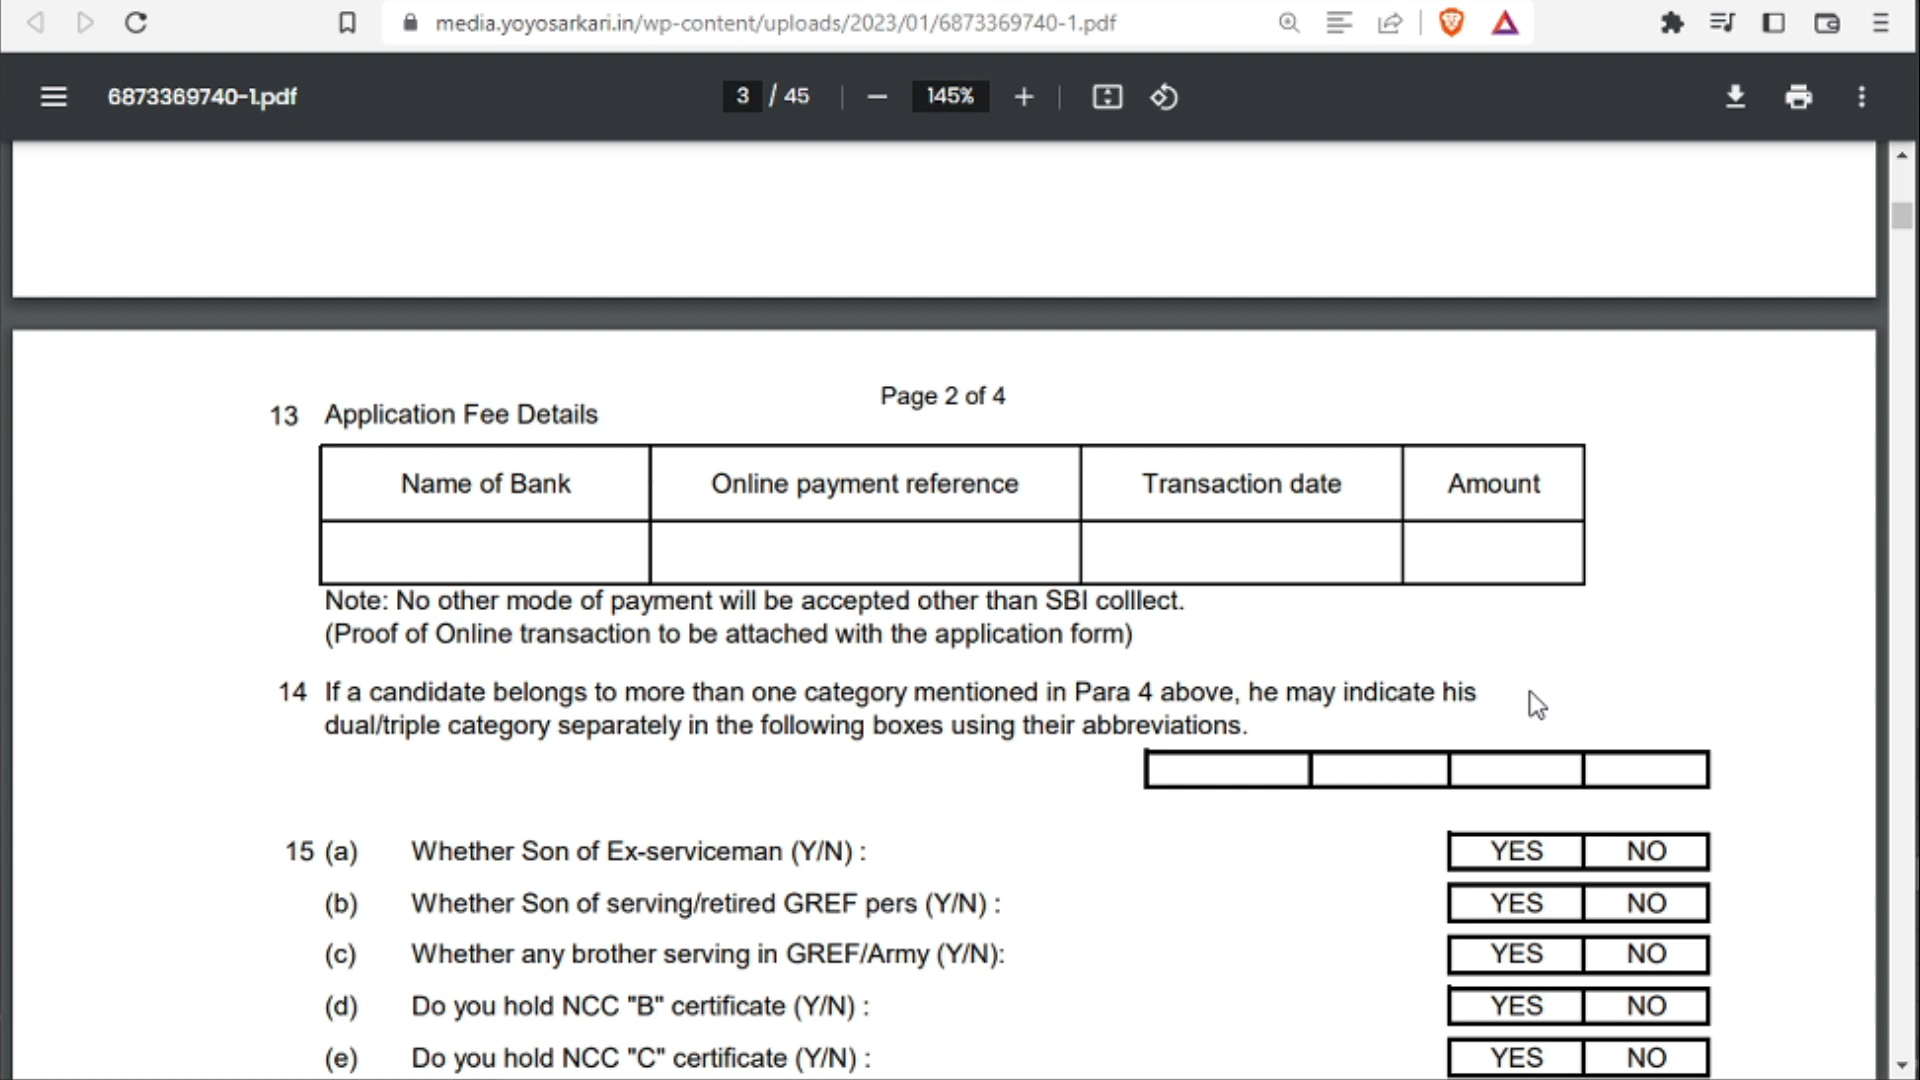 media.yoyosarkari.in/wp-content/uploads/2023/01/6873369740-1.pdf
6873369740-1.pdf
3 / 45
145%
Page 2 of 4
13 Application Fee Details
Name of Bank Online payment reference Transaction date Amount
Note: No other mode of payment will be accepted other than SBI colllect.
(Proof of Online transaction to be attached with the application form)
14 If a candidate belongs to more than one category mentioned in Para 4 above, he may indicate his
dual/triple category separately in the following boxes using their abbreviations.
15 (a) Whether Son of Ex-serviceman (Y/N) : YES NO
(b) Whether Son of serving/retired GREF pers (Y/N) : YES NO
(c) Whether any brother serving in GREF/Army (Y/N): YES NO
(d) Do you hold NCC "B" certificate (Y/N) : YES NO
(e) Do you hold NCC "C" certificate (Y/N) : YES NO